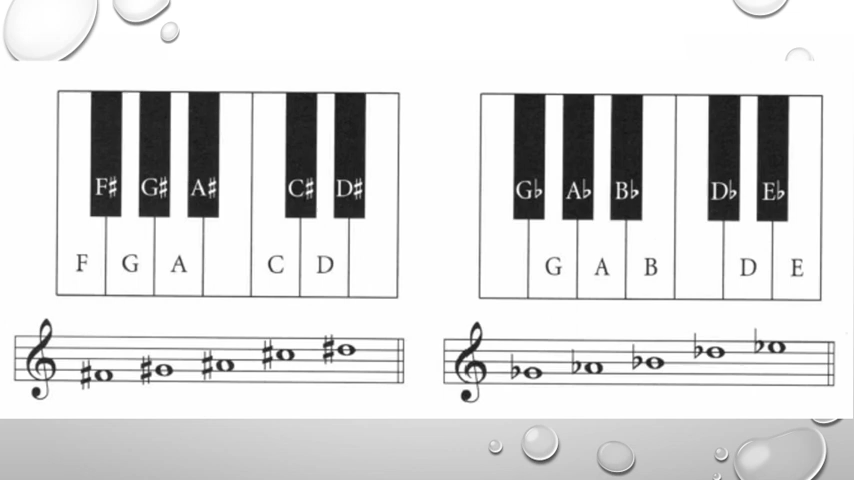 F♯ G♯ A♯ C♯ D♯
F G A C D
G♭ A♭ B♭ D♭ E♭
G A B D E